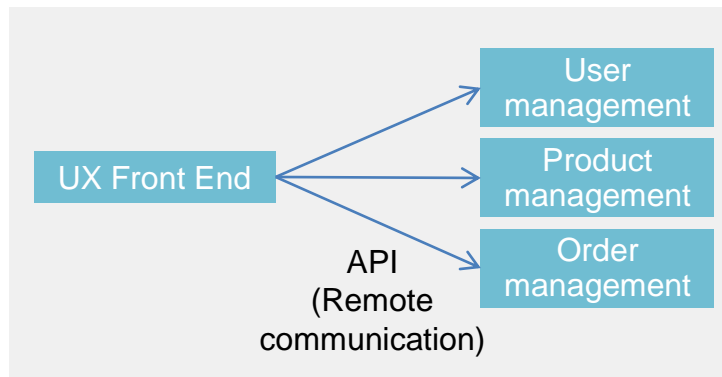 User
management
UX Front End
Product
management
Order
management
API
(Remote
communication)